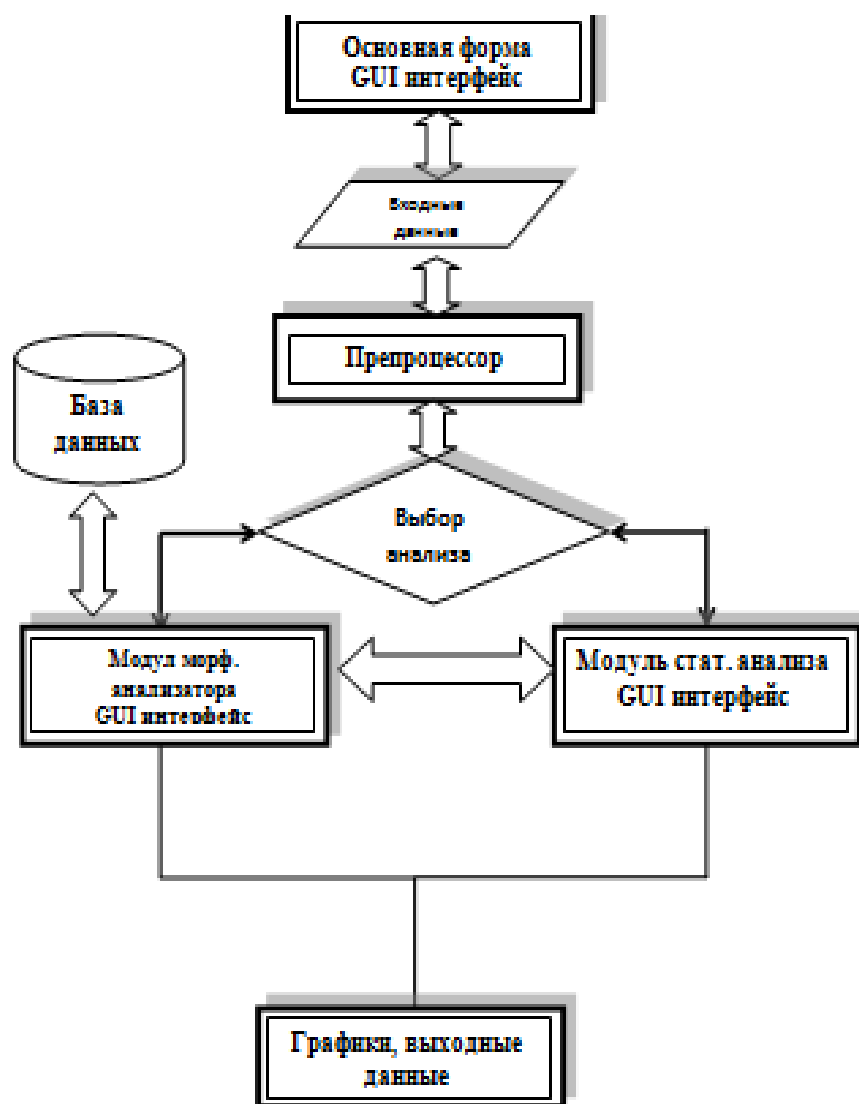 Основная форма
GUI интерфейс
Входные
данные
Препроцессор
База
данных
Выбор
анализа
Модул морф.
анализатора
GUI интерфейс
Модуль стат. анализа
GUI интерфейс
Графики, выходные
данные